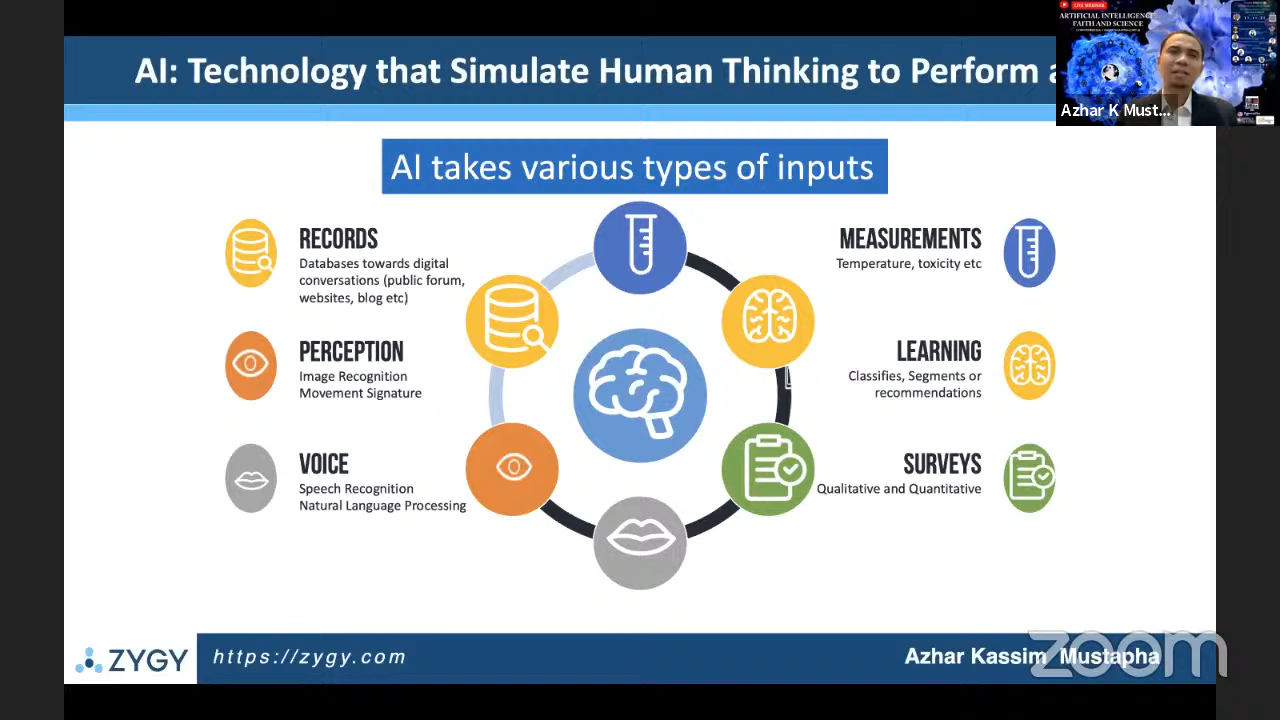 AI: Technology that Simulate Human Thinking to Perform a
LIVE WEBINAR
ARTIFICIAL INTELLIGENCE
FAITH AND SCIENCE
Azhar K Must...
AI takes various types of inputs
RECORDS
Databases towards digital
conversations (public forum,
websites, blog etc)
PERCEPTION
Image Recognition
Movement Signature
VOICE
Speech Recognition
Natural Language Processing
MEASUREMENTS
Temperature, toxicity etc
LEARNING
Classifies, Segments or
recommendations
SURVEYS
Qualitative and Quantitative
ZYGY
https://zygy.com
Azhar Kassim Mustapha
zoom